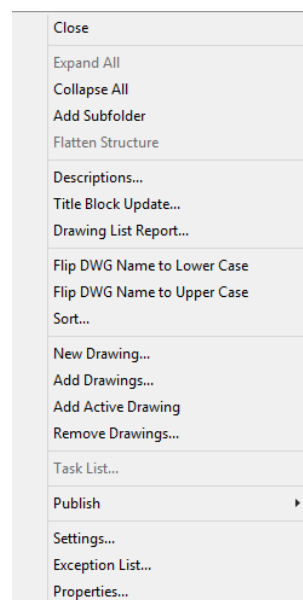 Close
Expand All
Collapse All
Add Subfolder
Flatten Structure
Descriptions...
Title Block Update...
Drawing List Report...
Flip DWG Name to Lower Case
Flip DWG Name to Upper Case
Sort...
New Drawing...
Add Drawings...
Add Active Drawing
Remove Drawings...
Task List...
Publish
Settings...
Exception List...
Properties...